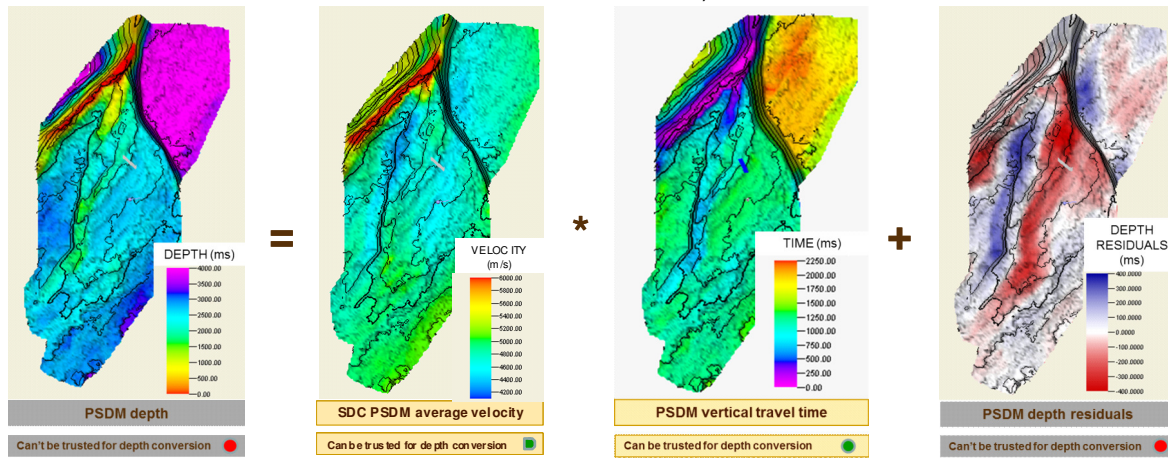 DEPTH (ms)
4000.00
3500.00
3000.00
2500.00
2000.00
1500.00
1000.00
500.00
0.00
PSDM depth
Can't be trusted for depth conversion
=
VELOCITY
(m/s)
6000.00
5800.00
5600.00
5400.00
5200.00
5000.00
4800.00
4600.00
4400.00
4200.00
SDC PSDM average velocity
Can be trusted for depth conversion
*
TIME (ms)
2250.00
2000.00
1750.00
1500.00
1250.00
1000.00
750.00
500.00
250.00
0.00
PSDM vertical travel time
Can be trusted for depth conversion
+
DEPTH
RESIDUALS
(ms)
400.0000
300.0000
200.0000
100.0000
0.0000
-100.0000
-200.0000
-300.0000
-400.0000
PSDM depth residuals
Can't be trusted for depth conversion